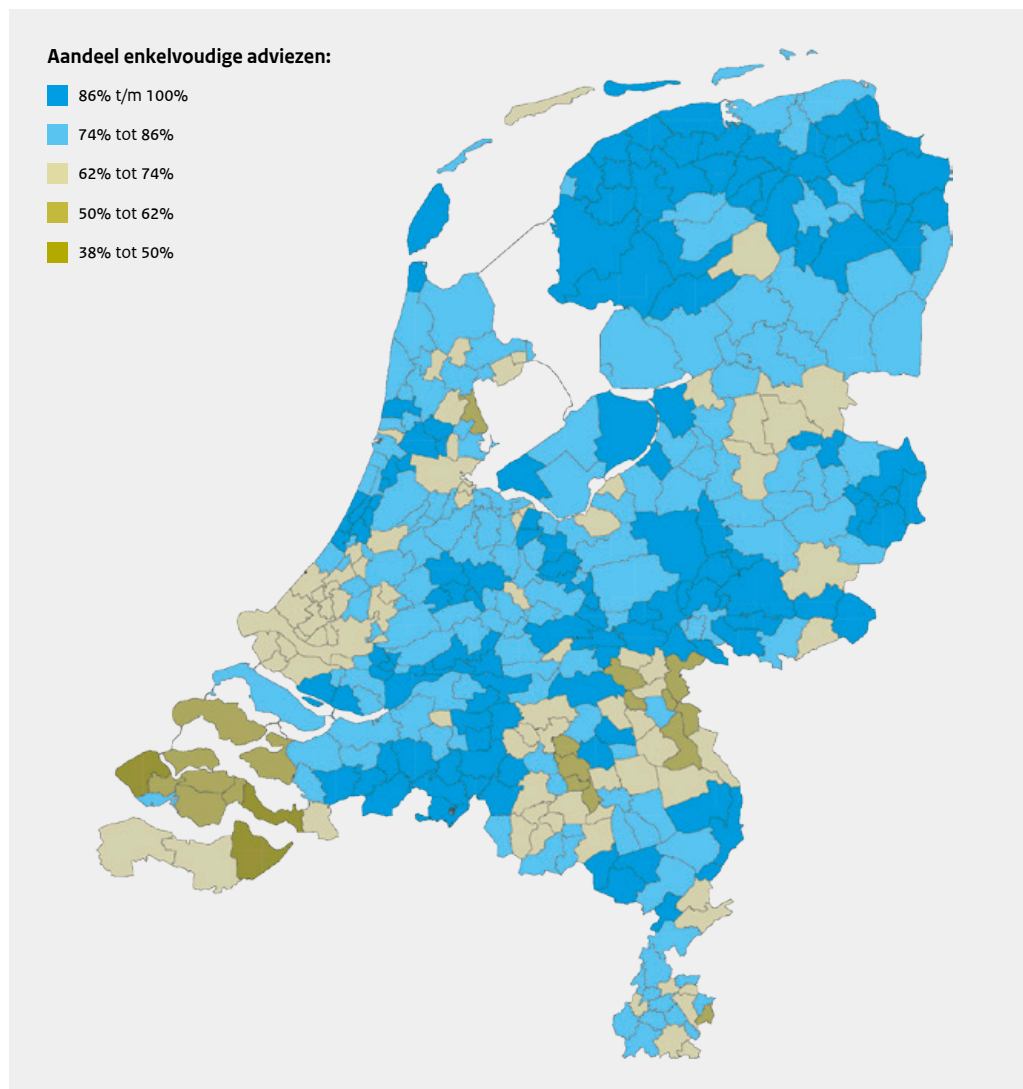 Aandeel enkelvoudige adviezen:
86% t/m 100%
74% tot 86%
62% tot 74%
50% tot 62%
38% tot 50%